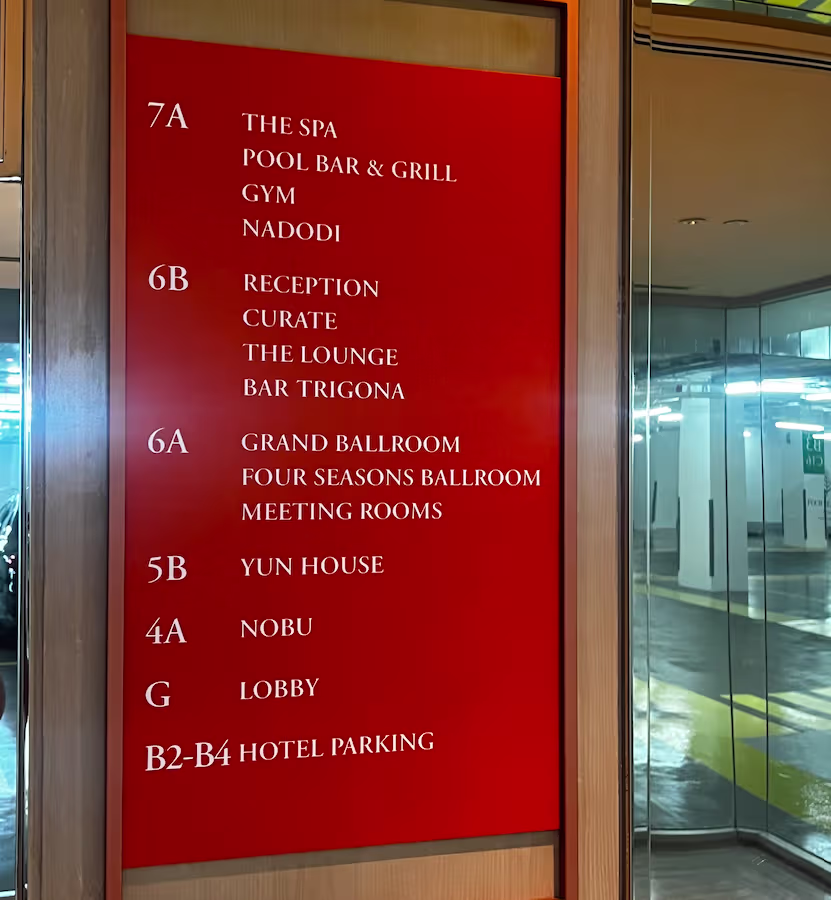 7A THE SPA
POOL BAR & GRILL
GYM
NADODI
6B RECEPTION
CURATE
THE LOUNGE
BAR TRIGONA
6A GRAND BALLROOM
FOUR SEASONS BALLROOM
MEETING ROOMS
5B YUN HOUSE
4A NOBU
G LOBBY
B2-B4 HOTEL PARKING
B3